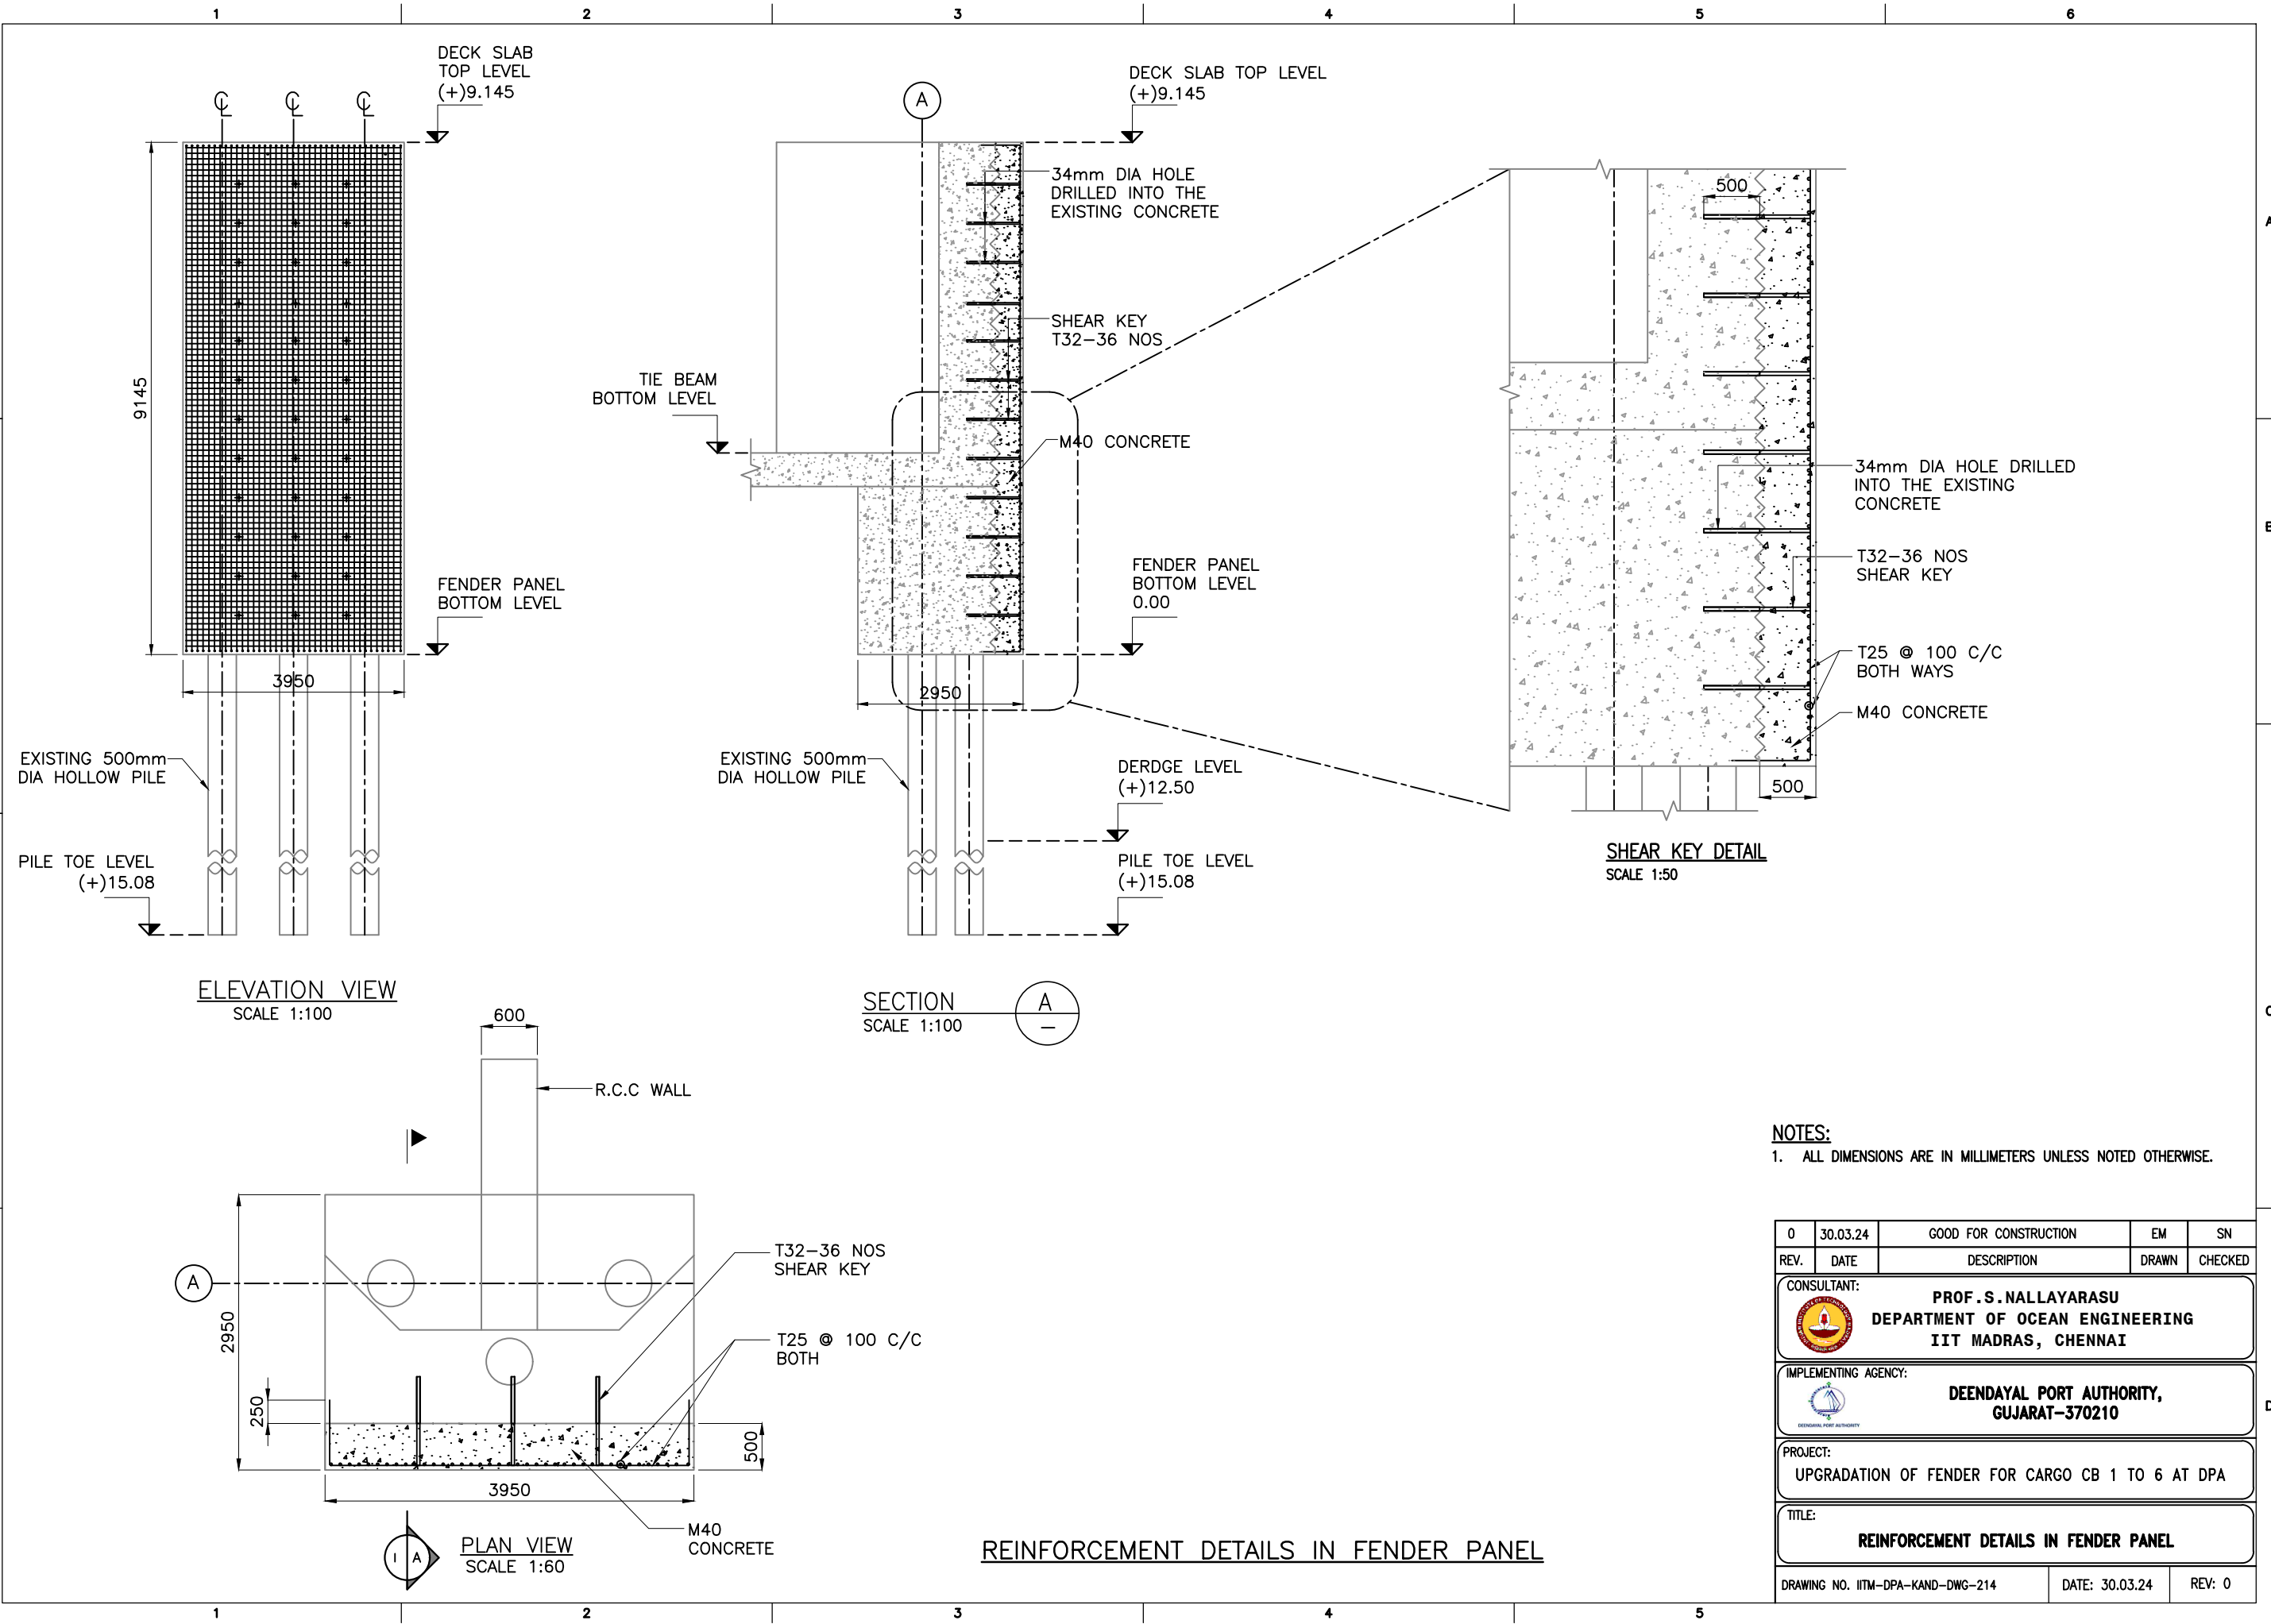 1 2 3 4 5 6
DECK SLAB
TOP LEVEL
(+)9.145
9145
FENDER PANEL
BOTTOM LEVEL
3950
EXISTING 500mm
DIA HOLLOW PILE
PILE TOE LEVEL
(+)15.08
ELEVATION VIEW
SCALE 1:100
A
DECK SLAB TOP LEVEL
(+)9.145
34mm DIA HOLE
DRILLED INTO THE
EXISTING CONCRETE
SHEAR KEY
T32-36 NOS
TIE BEAM
BOTTOM LEVEL
M40 CONCRETE
FENDER PANEL
BOTTOM LEVEL
0.00
2950
EXISTING 500mm
DIA HOLLOW PILE
DERDGE LEVEL
(+)12.50
PILE TOE LEVEL
(+)15.08
SECTION
SCALE 1:100
A
–
500
34mm DIA HOLE DRILLED
INTO THE EXISTING
CONCRETE
T32-36 NOS
SHEAR KEY
T25 @ 100 C/C
BOTH WAYS
M40 CONCRETE
500
SHEAR KEY DETAIL
SCALE 1:50
600
R.C.C WALL
T32-36 NOS
SHEAR KEY
A
2950
T25 @ 100 C/C
BOTH
250
500
3950
M40
CONCRETE
I A
PLAN VIEW
SCALE 1:60
REINFORCEMENT DETAILS IN FENDER PANEL
NOTES:
1. ALL DIMENSIONS ARE IN MILLIMETERS UNLESS NOTED OTHERWISE.
0 30.03.24 GOOD FOR CONSTRUCTION EM SN
REV. DATE DESCRIPTION DRAWN CHECKED
CONSULTANT:
PROF.S.NALLAYARASU
DEPARTMENT OF OCEAN ENGINEERING
IIT MADRAS, CHENNAI
IMPLEMENTING AGENCY:
DEENDAYAL PORT AUTHORITY,
GUJARAT-370210
DEENDAYAL PORT AUTHORITY
PROJECT:
UPGRADATION OF FENDER FOR CARGO CB 1 TO 6 AT DPA
TITLE:
REINFORCEMENT DETAILS IN FENDER PANEL
DRAWING NO. IITM-DPA-KAND-DWG-214 DATE: 30.03.24 REV: 0
A
B
C
D
1 2 3 4 5